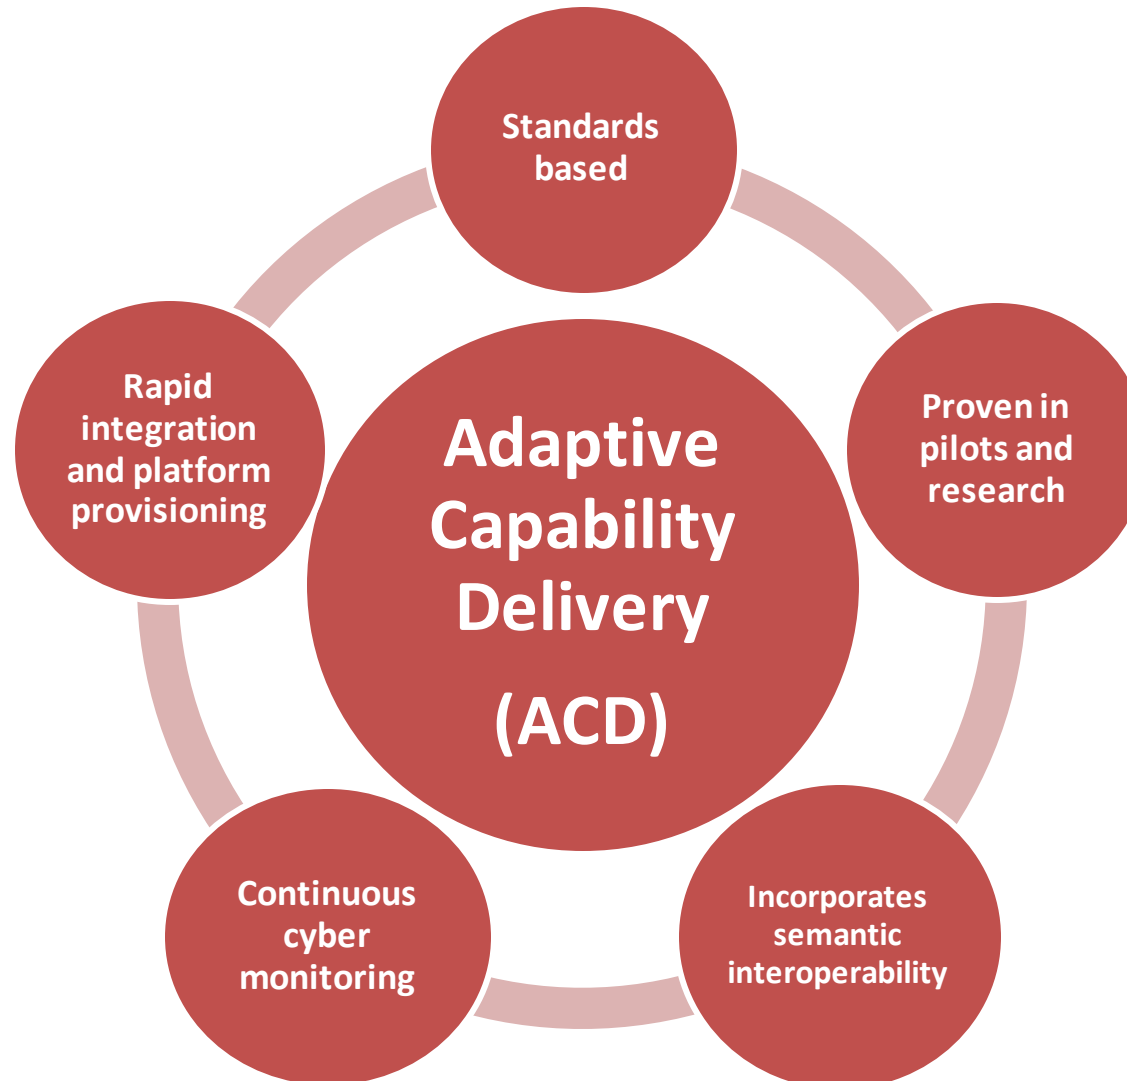 Standards
based
Proven in
pilots and
research
Incorporates
semantic
interoperability
Continuous
cyber
monitoring
Rapid
integration
and platform
provisioning
Adaptive
Capability
Delivery
(ACD)